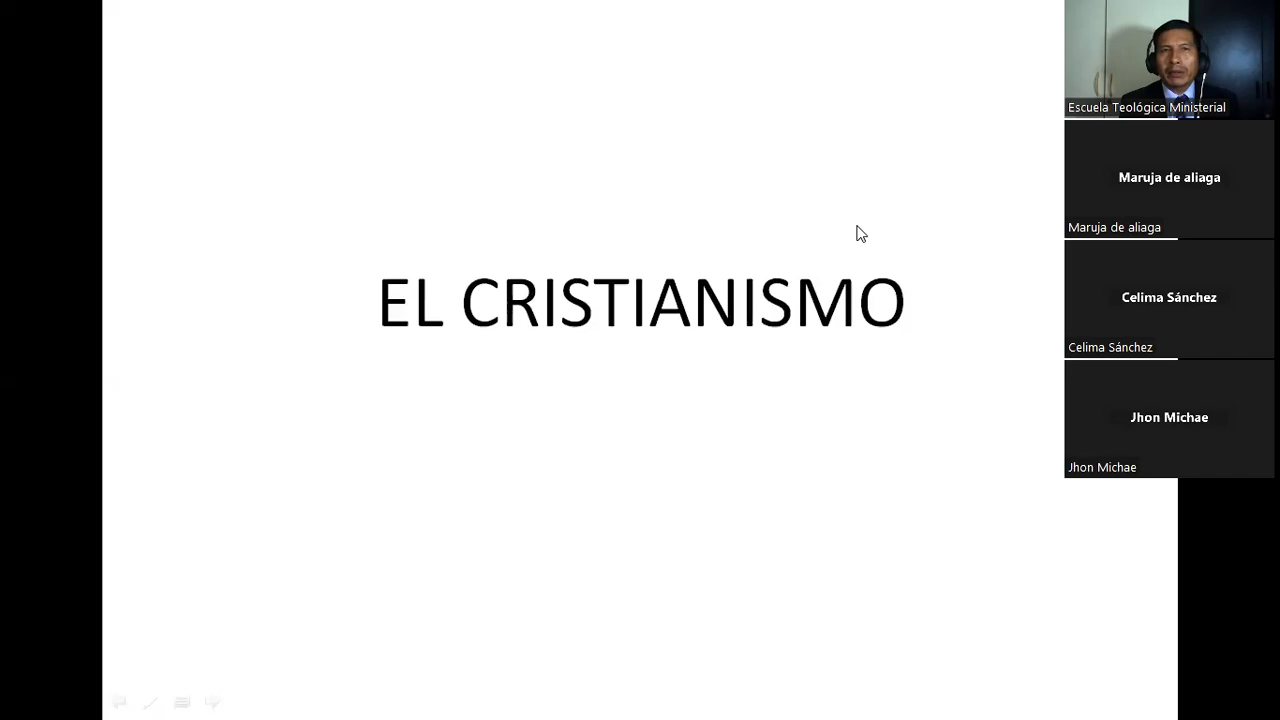 EL CRISTIANISMO
Escuela Teológica Ministerial
Maruja de aliaga
Maruja de aliaga
Celima Sánchez
Celima Sánchez
Jhon Michae
Jhon Michae